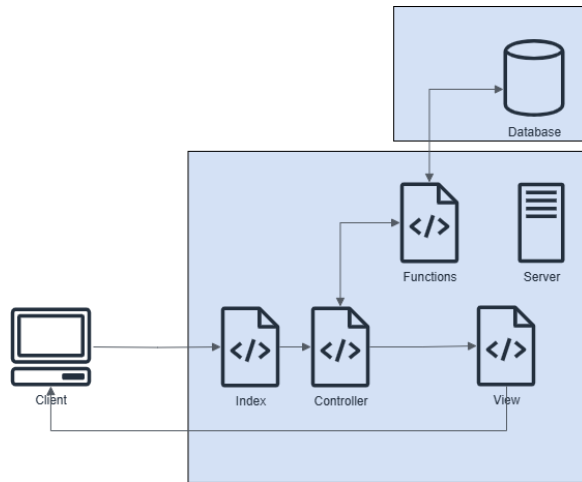 Database
Functions
Server
Client
Index
Controller
View